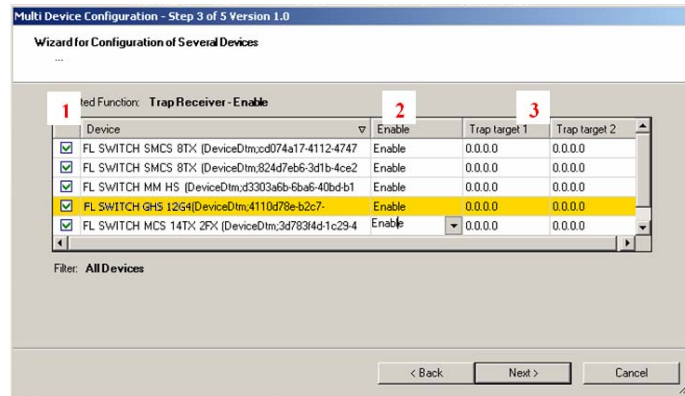 Multi Device Configuration - Step 3 of 5 Version 1.0
Wizard for Configuration of Several Devices
...
ted Function: Trap Receiver - Enable
1 2 3
Device Enable Trap target 1 Trap target 2
FL SWITCH SMCS 8TX (DeviceDtm;cd074a17-4112-4747 Enable 0.0.0.0 0.0.0.0
FL SWITCH SMCS 8TX (DeviceDtm;824d7eb6-3d1b-4ce2 Enable 0.0.0.0 0.0.0.0
FL SWITCH MM HS (DeviceDtm;d3303a6b-6ba6-40bd-b1 Enable 0.0.0.0 0.0.0.0
FL SWITCH GHS 12G4(DeviceDtm;4110d78e-b2c7- Enable 0.0.0.0 0.0.0.0
FL SWITCH MCS 14TX 2FX (DeviceDtm;3d783f4d-1c29-4 Enable 0.0.0.0 0.0.0.0
Filter: All Devices
< Back Next > Cancel